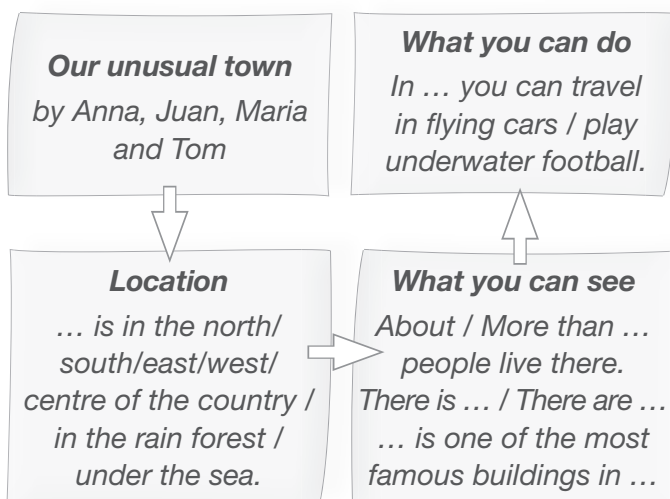 Our unusual town
by Anna, Juan, Maria
and Tom
Location
… is in the north/
south/east/west/
centre of the country /
in the rain forest /
under the sea.
What you can see
About / More than …
people live there.
There is … / There are …
… is one of the most
famous buildings in …
What you can do
In … you can travel
in flying cars / play
underwater football.